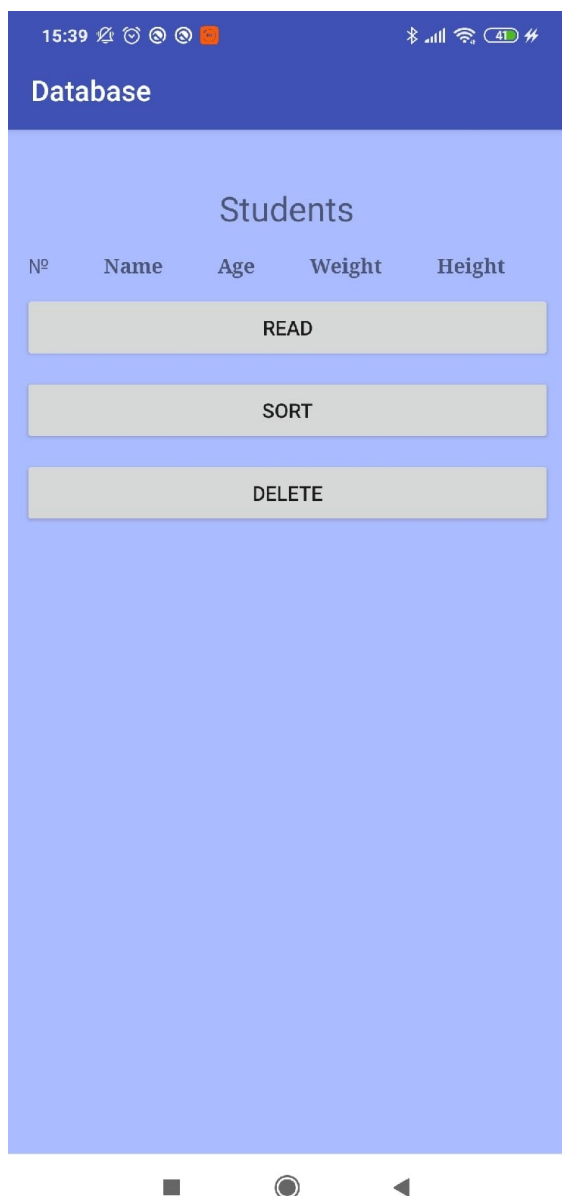 15:39 41
Database
Students
Nº Name Age Weight Height
READ
SORT
DELETE